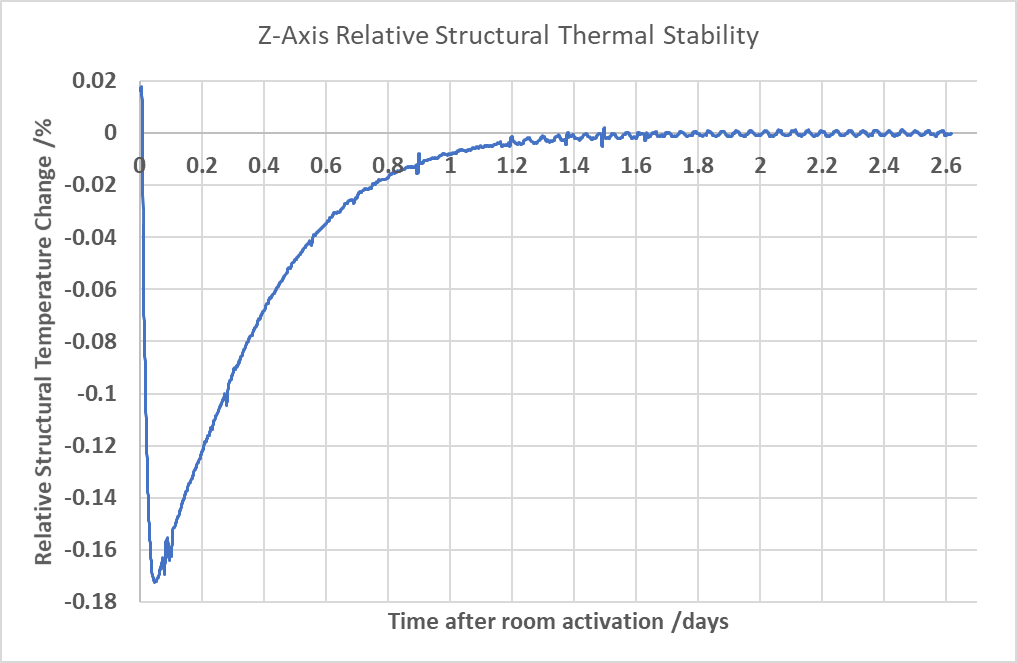 Z-Axis Relative Structural Thermal Stability
Relative Structural Temperature Change /%
0.02
0
-0.02
-0.04
-0.06
-0.08
-0.1
-0.12
-0.14
-0.16
-0.18
0 0.2 0.4 0.6 0.8 1 1.2 1.4 1.6 1.8 2 2.2 2.4 2.6
Time after room activation /days